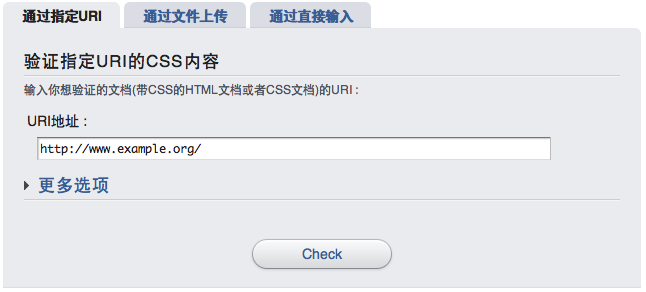 通过指定URI 通过文件上传 通过直接输入
验证指定URI的CSS内容
输入你想验证的文档(带CSS的HTML文档或者CSS文档)的URI :
URI地址 :
http://www.example.org/
更多选项
Check